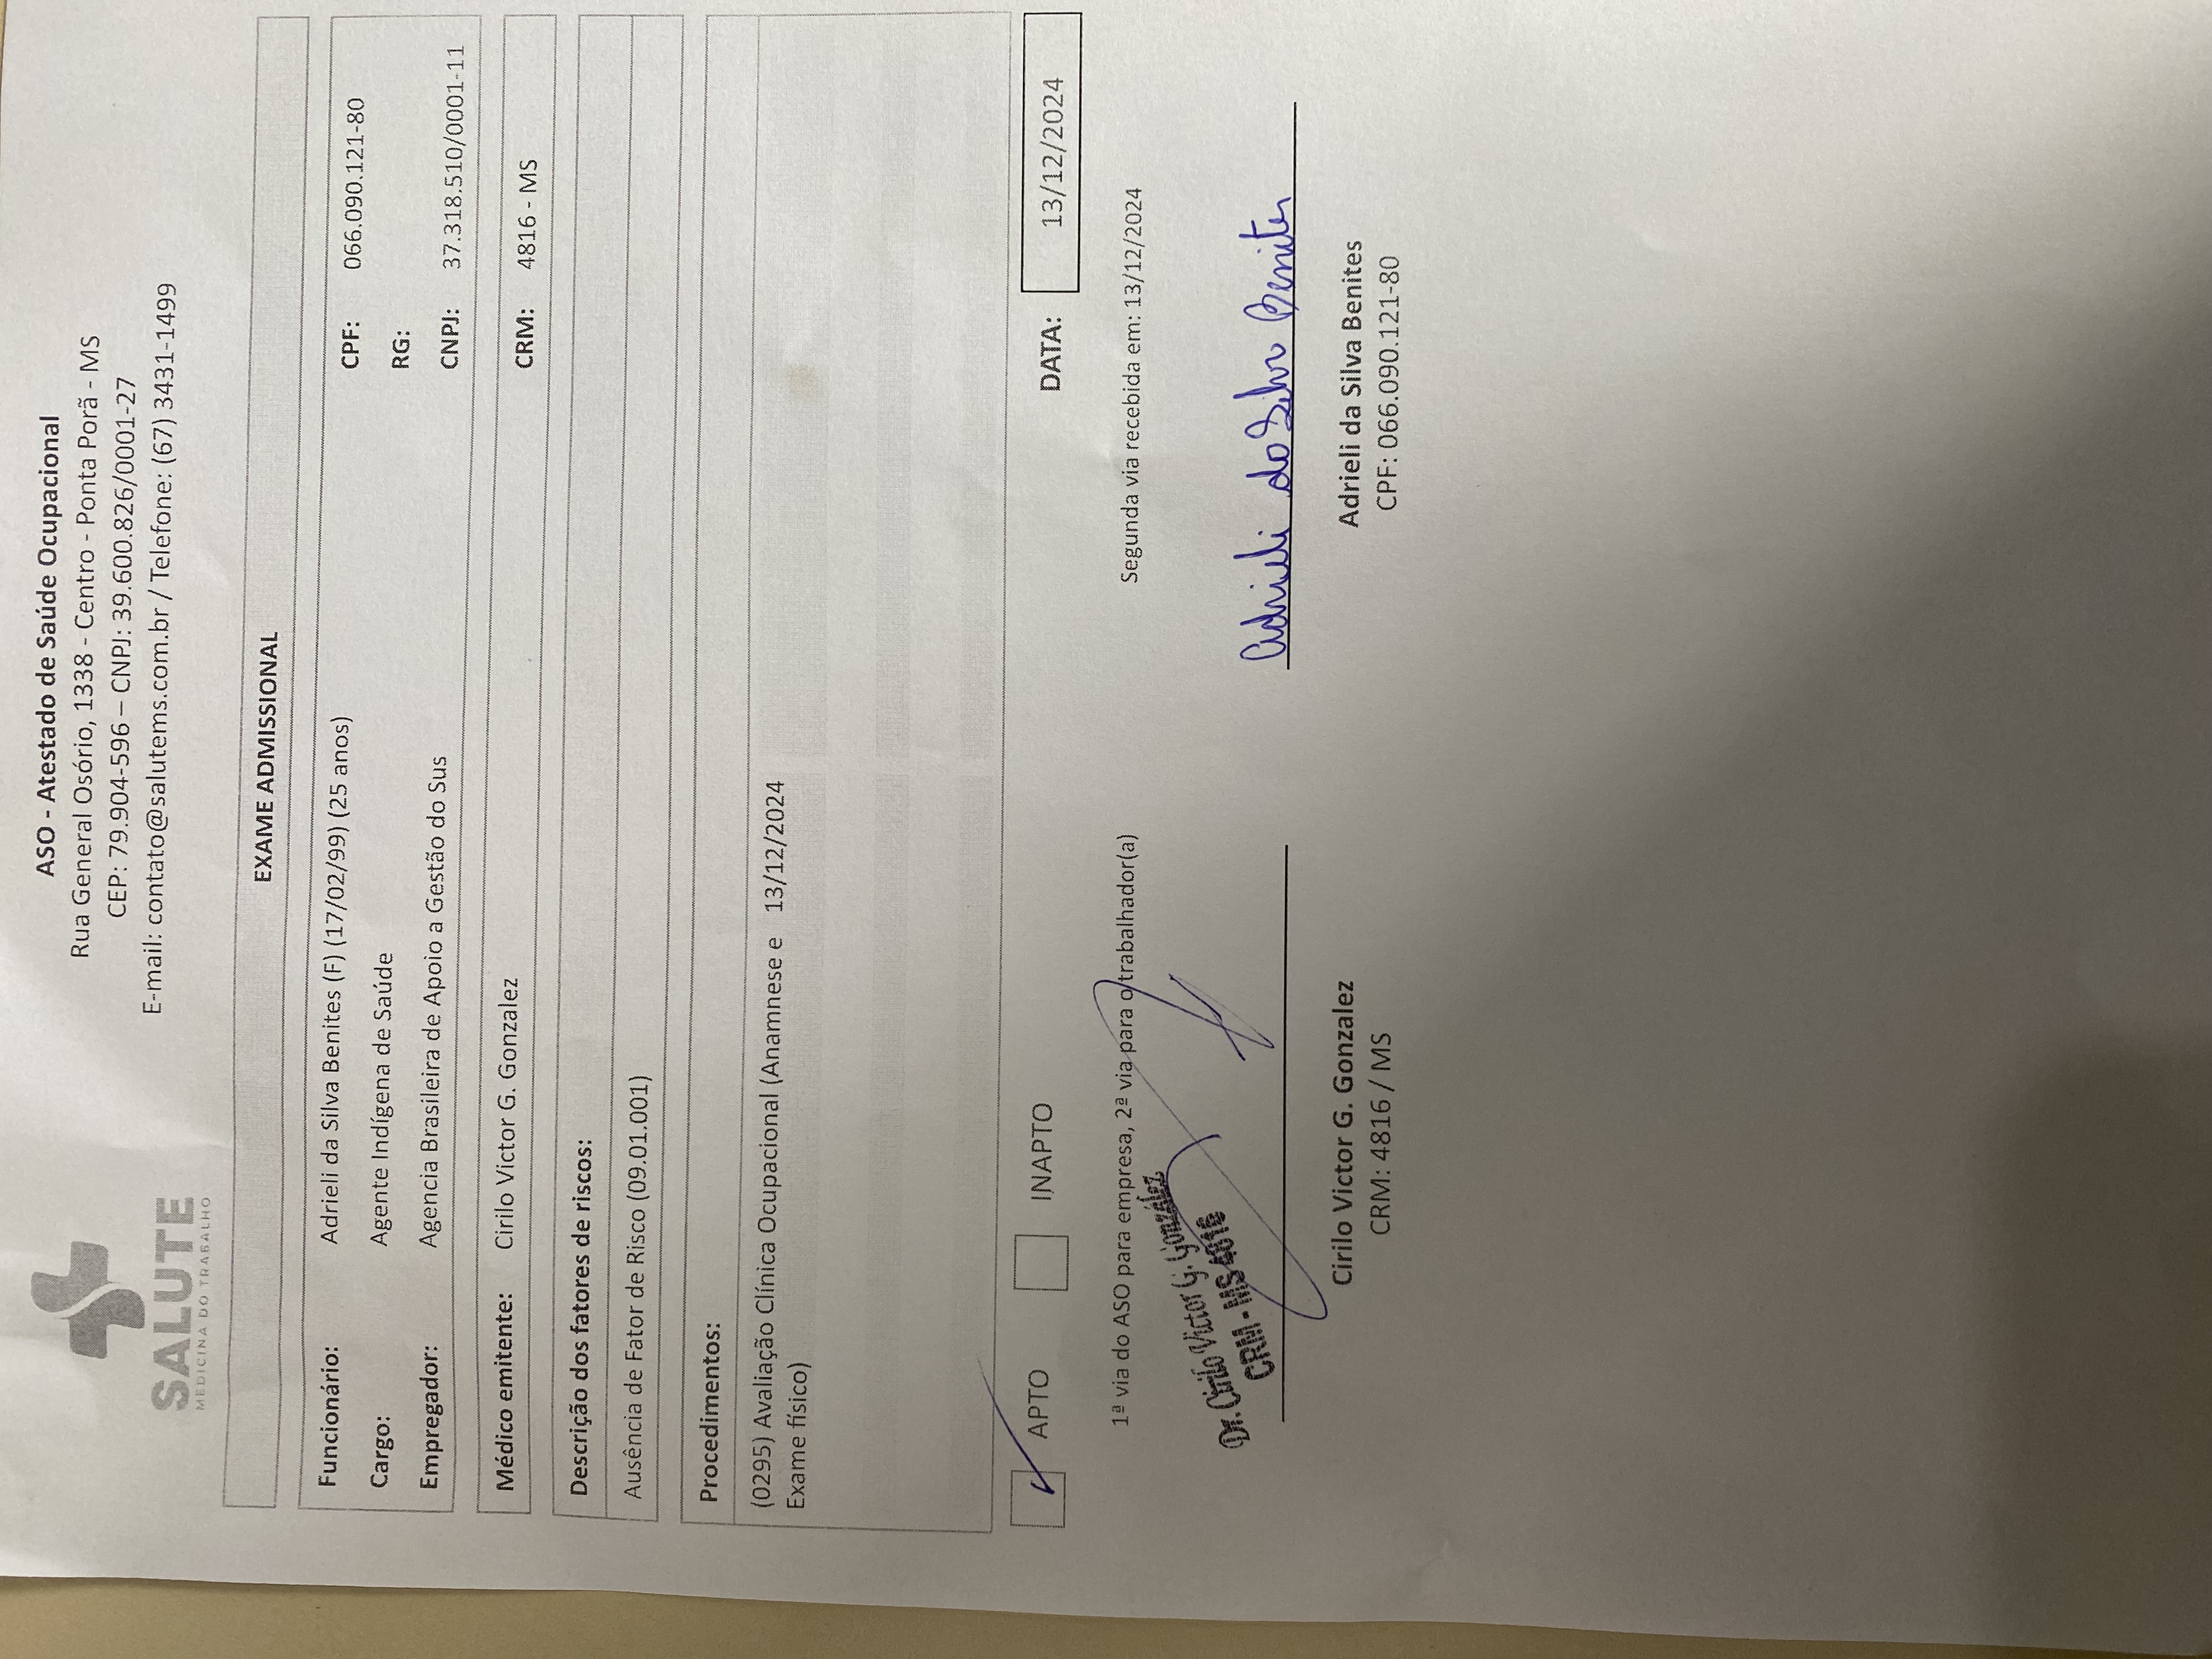 SALUTE
MEDICINA DO TRABALHO
ASO - Atestado de Saúde Ocupacional
Rua General Osório, 1338 - Centro - Ponta Porã - MS
CEP: 79.904-596 – CNPJ: 39.600.826/0001-27
E-mail: contato@salutems.com.br / Telefone: (67) 3431-1499
EXAME ADMISSIONAL
Funcionário: Adrieli da Silva Benites (F) (17/02/99) (25 anos) CPF: 066.090.121-80
Cargo: Agente Indígena de Saúde RG:
Empregador: Agencia Brasileira de Apoio a Gestão do Sus CNPJ: 37.318.510/0001-11
Médico emitente: Cirilo Victor G. Gonzalez CRM: 4816 - MS
Descrição dos fatores de riscos:
Ausência de Fator de Risco (09.01.001)
Procedimentos:
(0295) Avaliação Clínica Ocupacional (Anamnese e 13/12/2024
Exame físico)
APTO INAPTO DATA: 13/12/2024
1ª via do ASO para empresa, 2ª via para o trabalhador(a) Segunda via recebida em: 13/12/2024
Dr. Cirilo Victor G. González
CRM - MS 4816
Adrieli da Silva Benites
Cirilo Victor G. Gonzalez Adrieli da Silva Benites
CRM: 4816 / MS CPF: 066.090.121-80